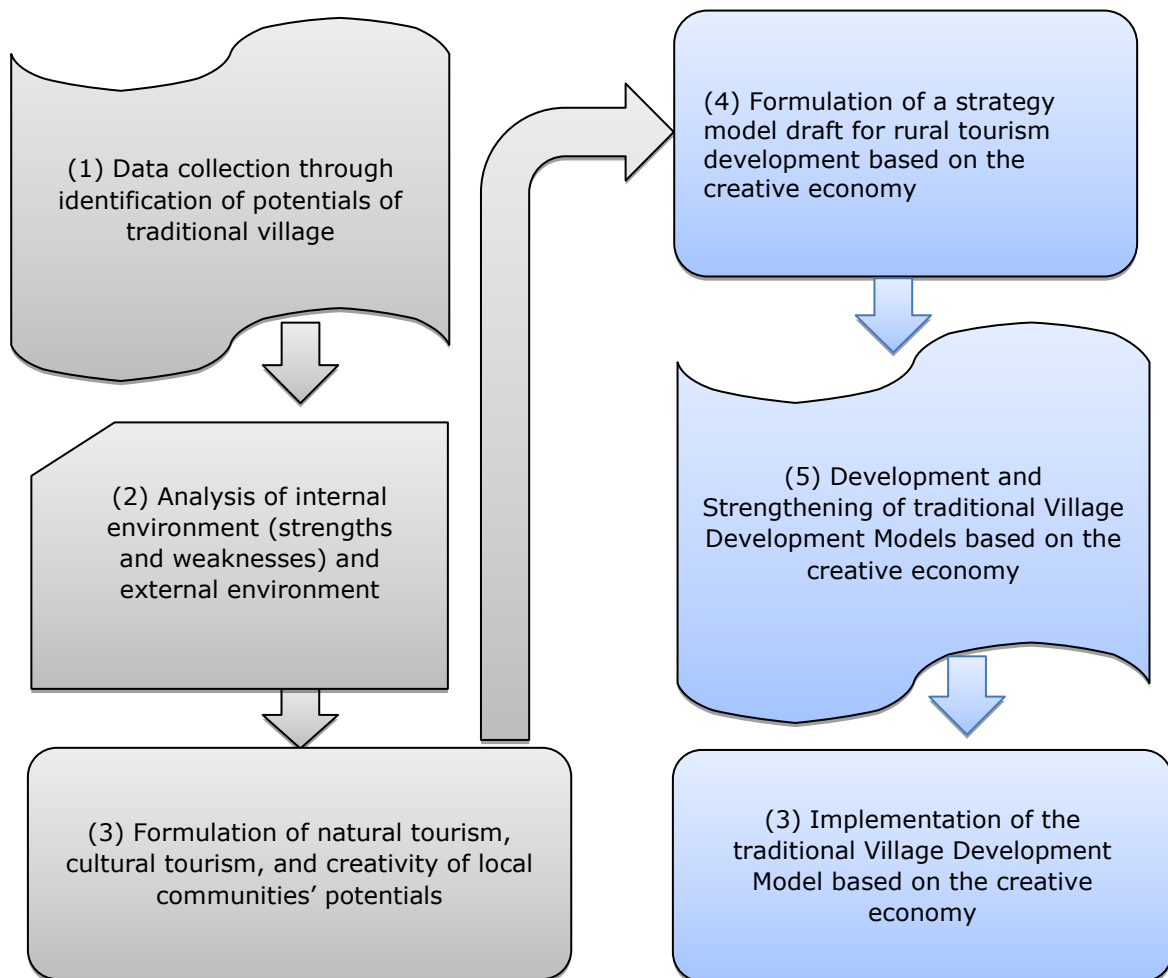 (1) Data collection through
identification of potentials of
traditional village
(2) Analysis of internal
environment (strengths
and weaknesses) and
external environment
(3) Formulation of natural tourism,
cultural tourism, and creativity of local
communities’ potentials
(4) Formulation of a strategy
model draft for rural tourism
development based on the
creative economy
(5) Development and
Strengthening of traditional Village
Development Models based on the
creative economy
(3) Implementation of the
traditional Village Development
Model based on the creative
economy